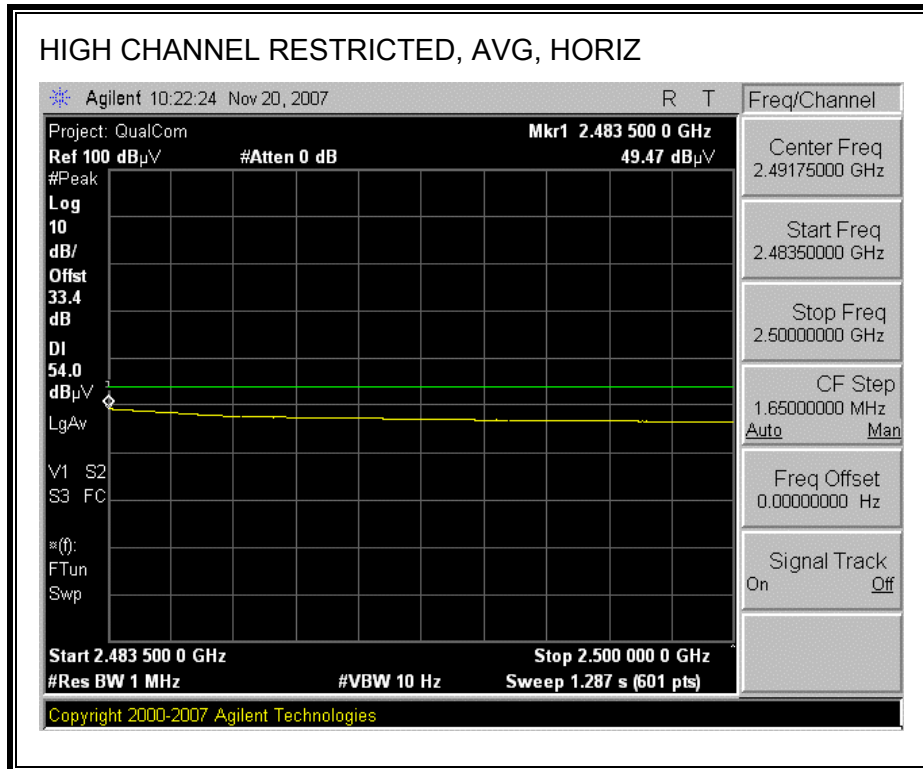 HIGH CHANNEL RESTRICTED, AVG, HORIZ
Agilent 10:22:24 Nov 20, 2007 R T
Freq/Channel
Project: QualCom Mkr1 2.483 500 0 GHz
Ref 100 dBµV #Atten 0 dB 49.47 dBµV
#Peak
Log
10
dB/
Offst
33.4
dB
DI
54.0
dBµV
LgAv
V1 S2
S3 FC
¤(f):
FTun
Swp
1
Start 2.483 500 0 GHz Stop 2.500 000 0 GHz
#Res BW 1 MHz #VBW 10 Hz Sweep 1.287 s (601 pts)
Copyright 2000-2007 Agilent Technologies
Center Freq
2.49175000 GHz
Start Freq
2.48350000 GHz
Stop Freq
2.50000000 GHz
CF Step
1.65000000 MHz
Auto Man
Freq Offset
0.00000000 Hz
Signal Track
On Off